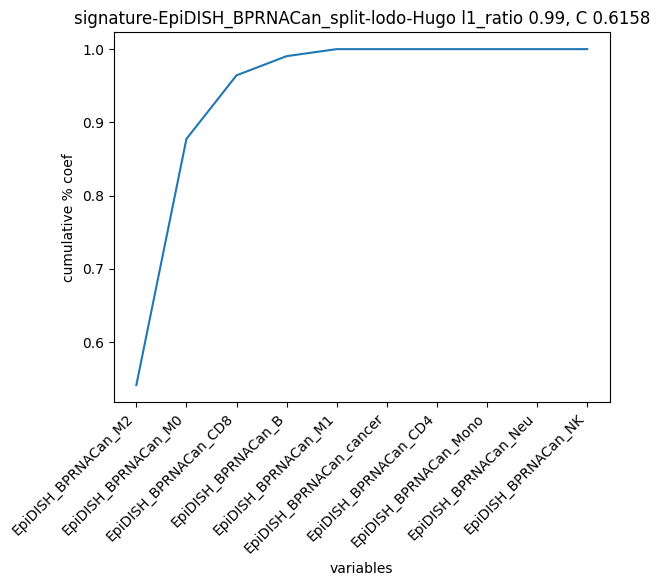 signature-EpiDISH_BPRNACan_split-lodo-Hugo l1_ratio 0.99, C 0.6158
1.0
0.9
0.8
0.7
0.6
cumulative % coef
EpiDISH_BPRNACan_M2
EpiDISH_BPRNACan_M0
EpiDISH_BPRNACan_CD8
EpiDISH_BPRNACan_B
EpiDISH_BPRNACan_M1
EpiDISH_BPRNACan_cancer
EpiDISH_BPRNACan_CD4
EpiDISH_BPRNACan_Mono
EpiDISH_BPRNACan_Neu
EpiDISH_BPRNACan_NK
variables